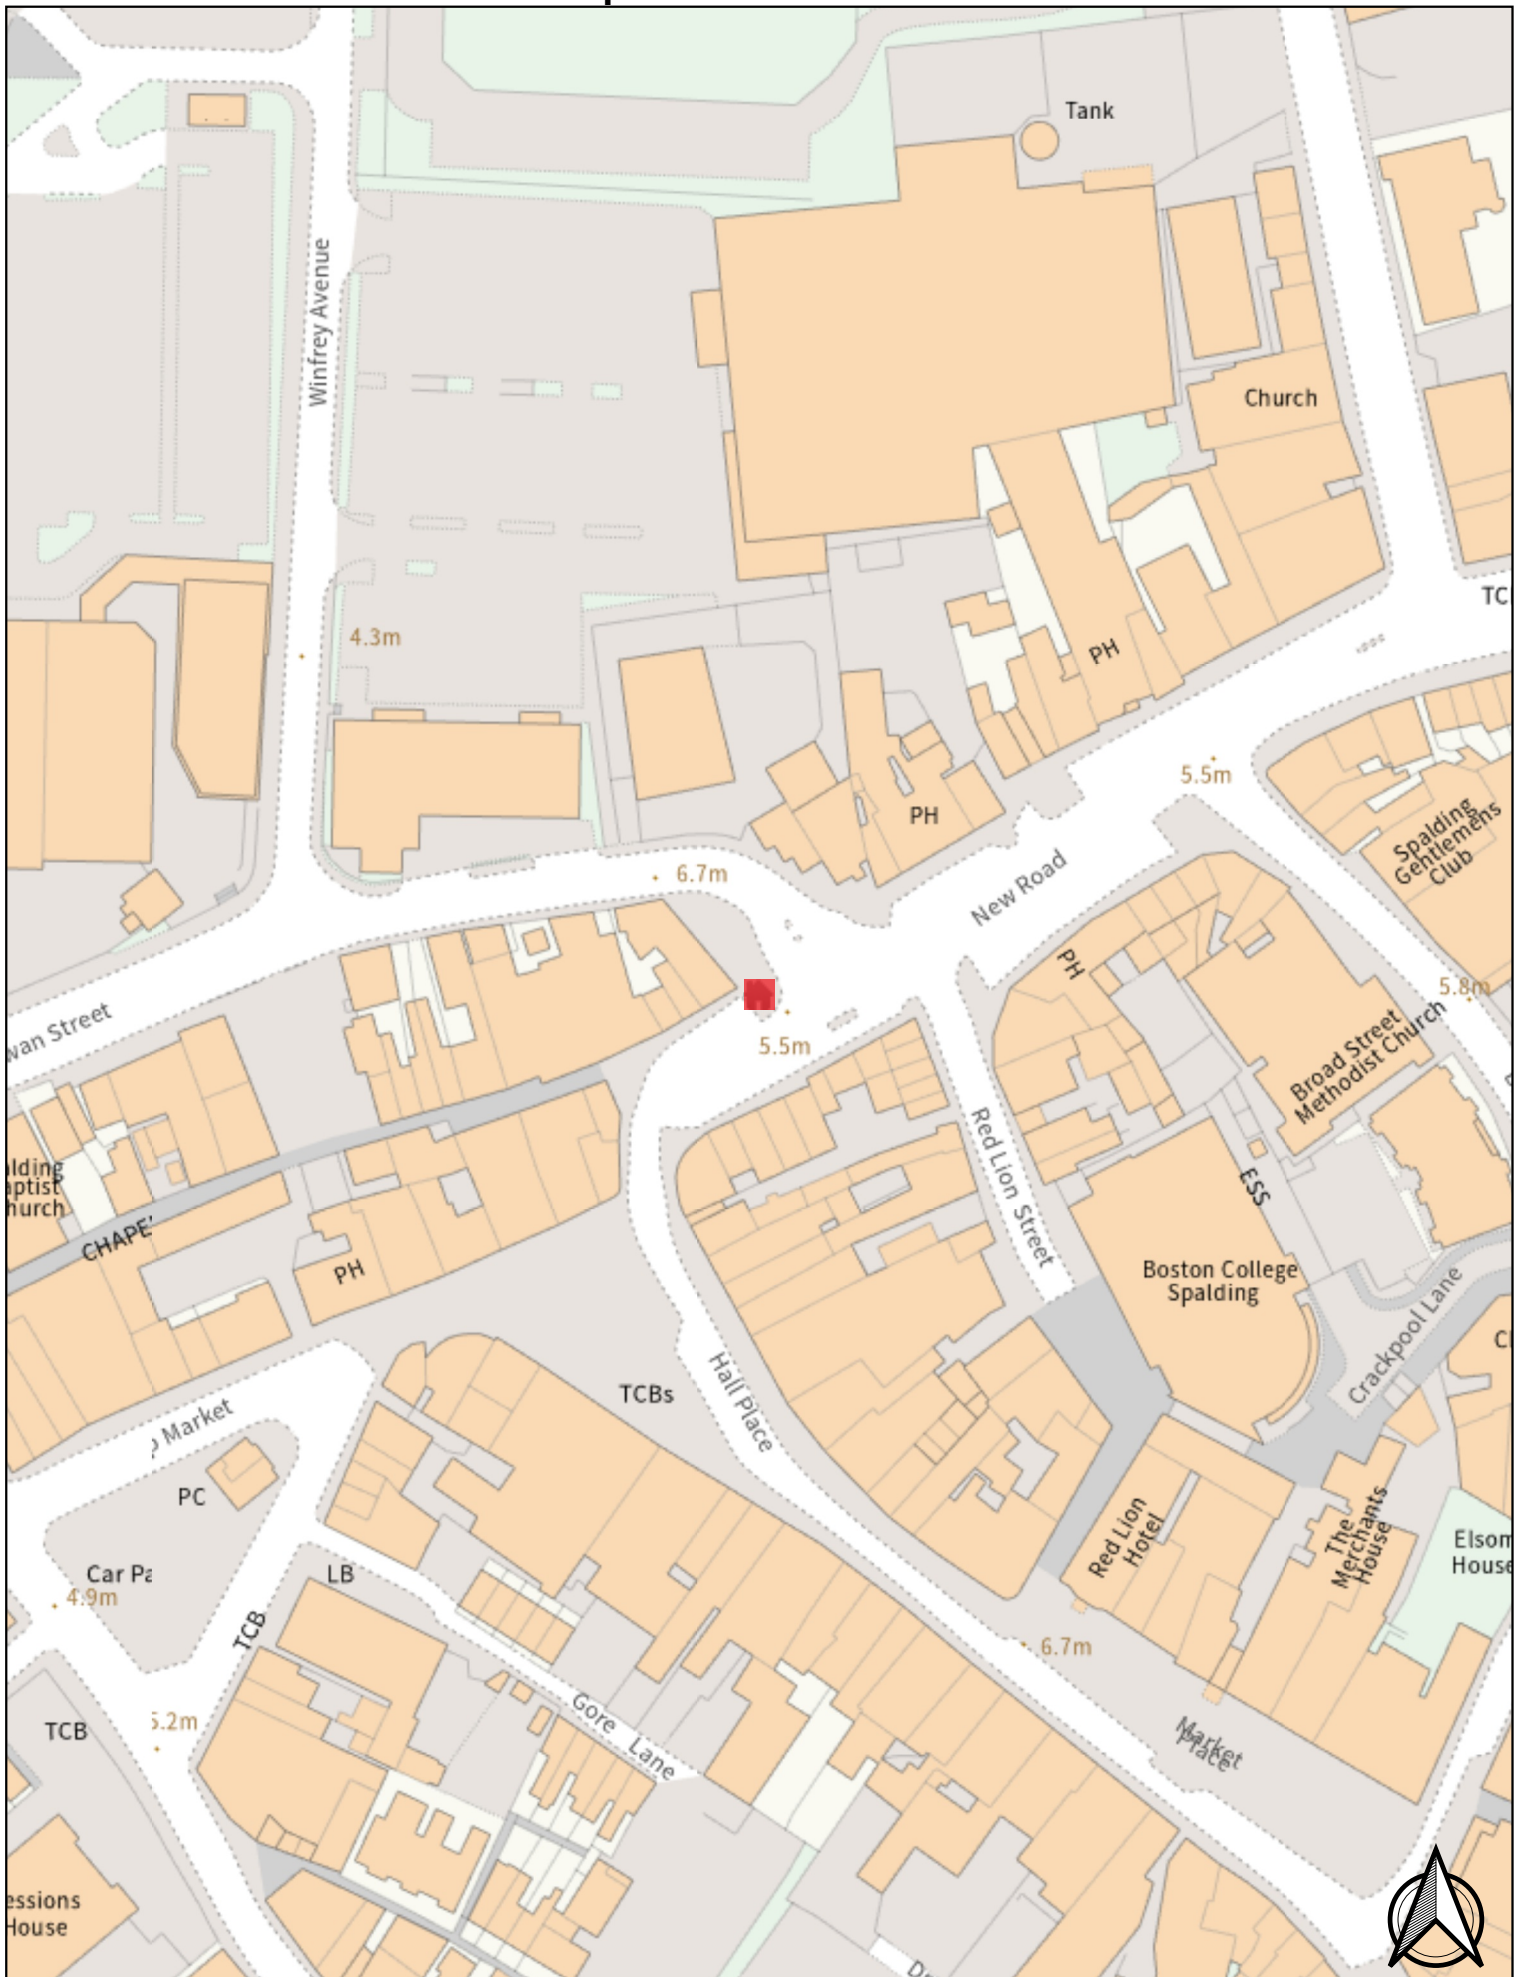 Tank
Winfrey Avenue
Church
TC
4.3m
PH
5.5m
PH
Spalding
Gentlemens
Club
6.7m
New Road
PH
5.8m
wan Street
5.5m
Broad Street
Methodist Church
Red Lion Street
alding
aptist
hurch
ESS
CHAPE
PH
Boston College
Spalding
Crackpool Lane
Hall Place
TCBs
Market
PC
Red Lion
Hotel
The
Merchants
House
Elsom
House
Car Pa
LB
4.9m
TCB
6.7m
Gore Lane
5.2m
TCB
Market
Place
essions
House